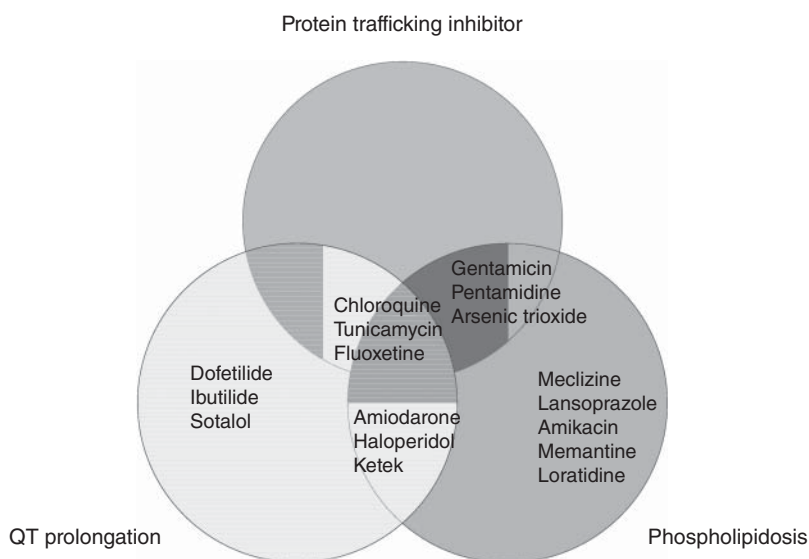 Protein trafficking inhibitor
Gentamicin
Pentamidine
Arsenic trioxide
Chloroquine
Tunicamycin
Fluoxetine
Dofetilide
Ibutilide
Sotalol
Meclizine
Lansoprazole
Amikacin
Memantine
Loratidine
Amiodarone
Haloperidol
Ketek
QT prolongation
Phospholipidosis